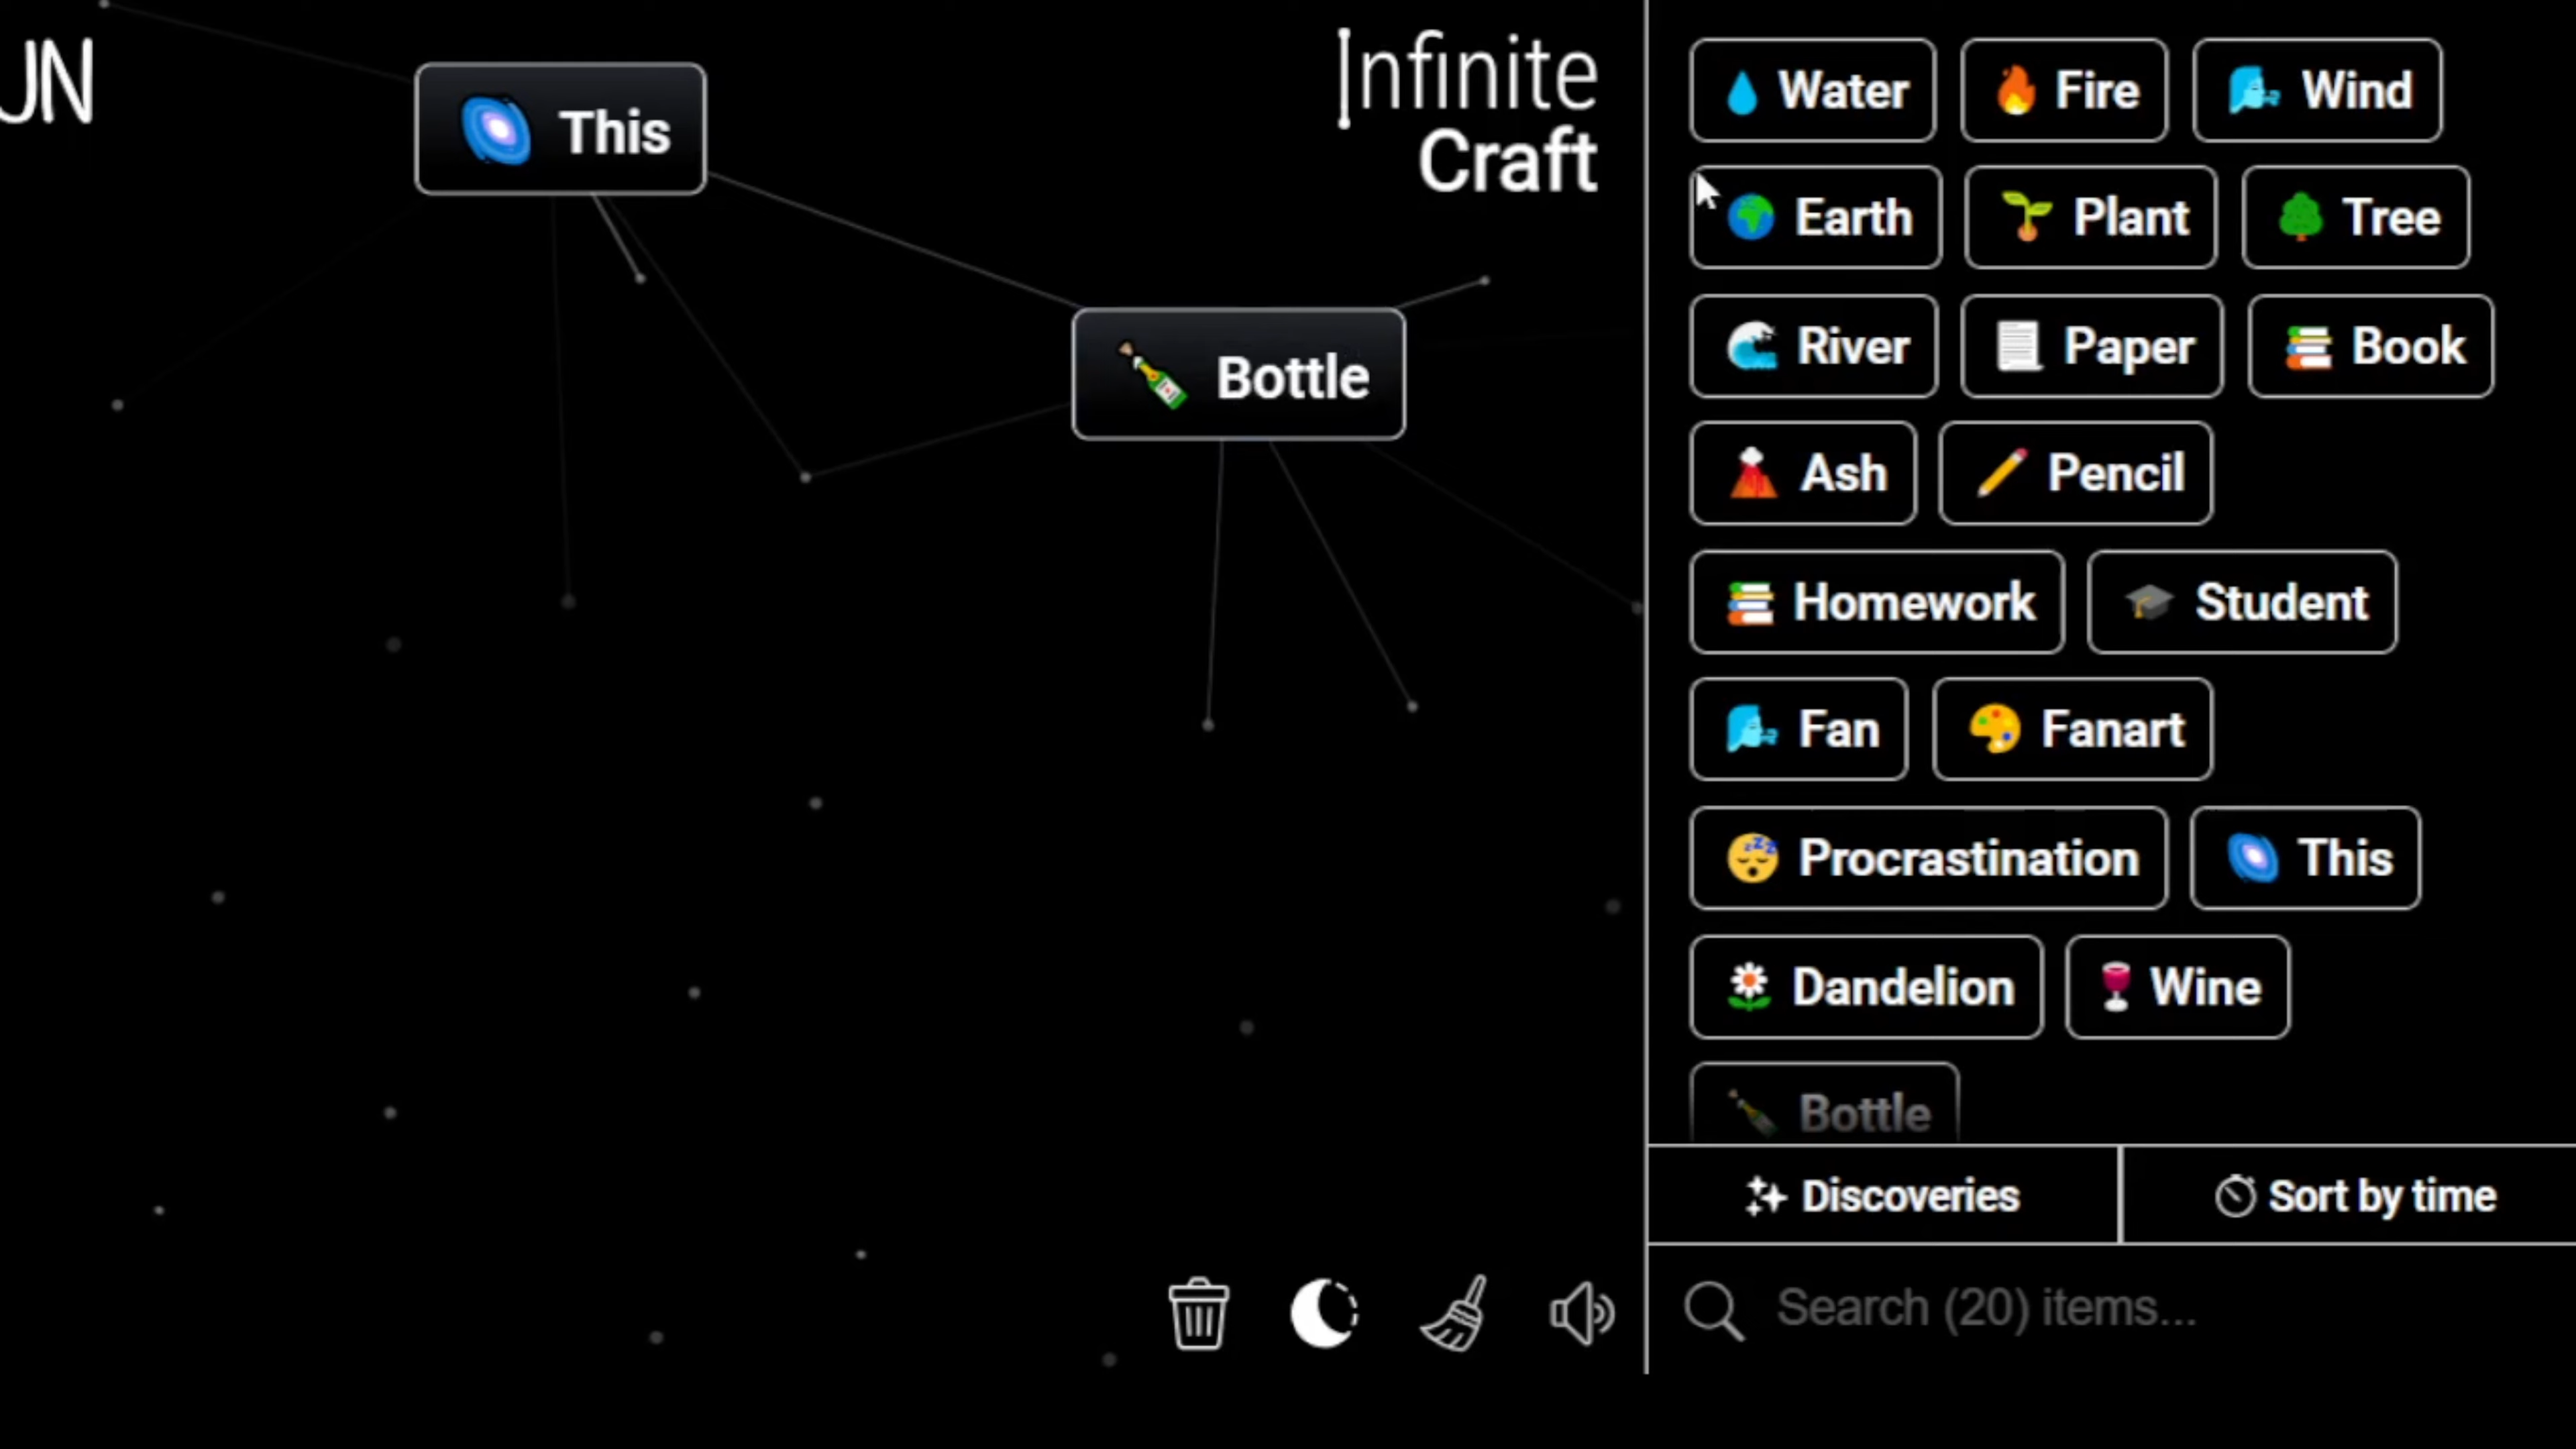 UN
This
Infinite
Craft
Bottle
Water
Fire
Wind
Earth
Plant
Tree
River
Paper
Book
Ash
Pencil
Homework
Student
Fan
Fanart
Procrastination
This
Dandelion
Wine
Bottle
Discoveries
Sort by time
Search (20) items...